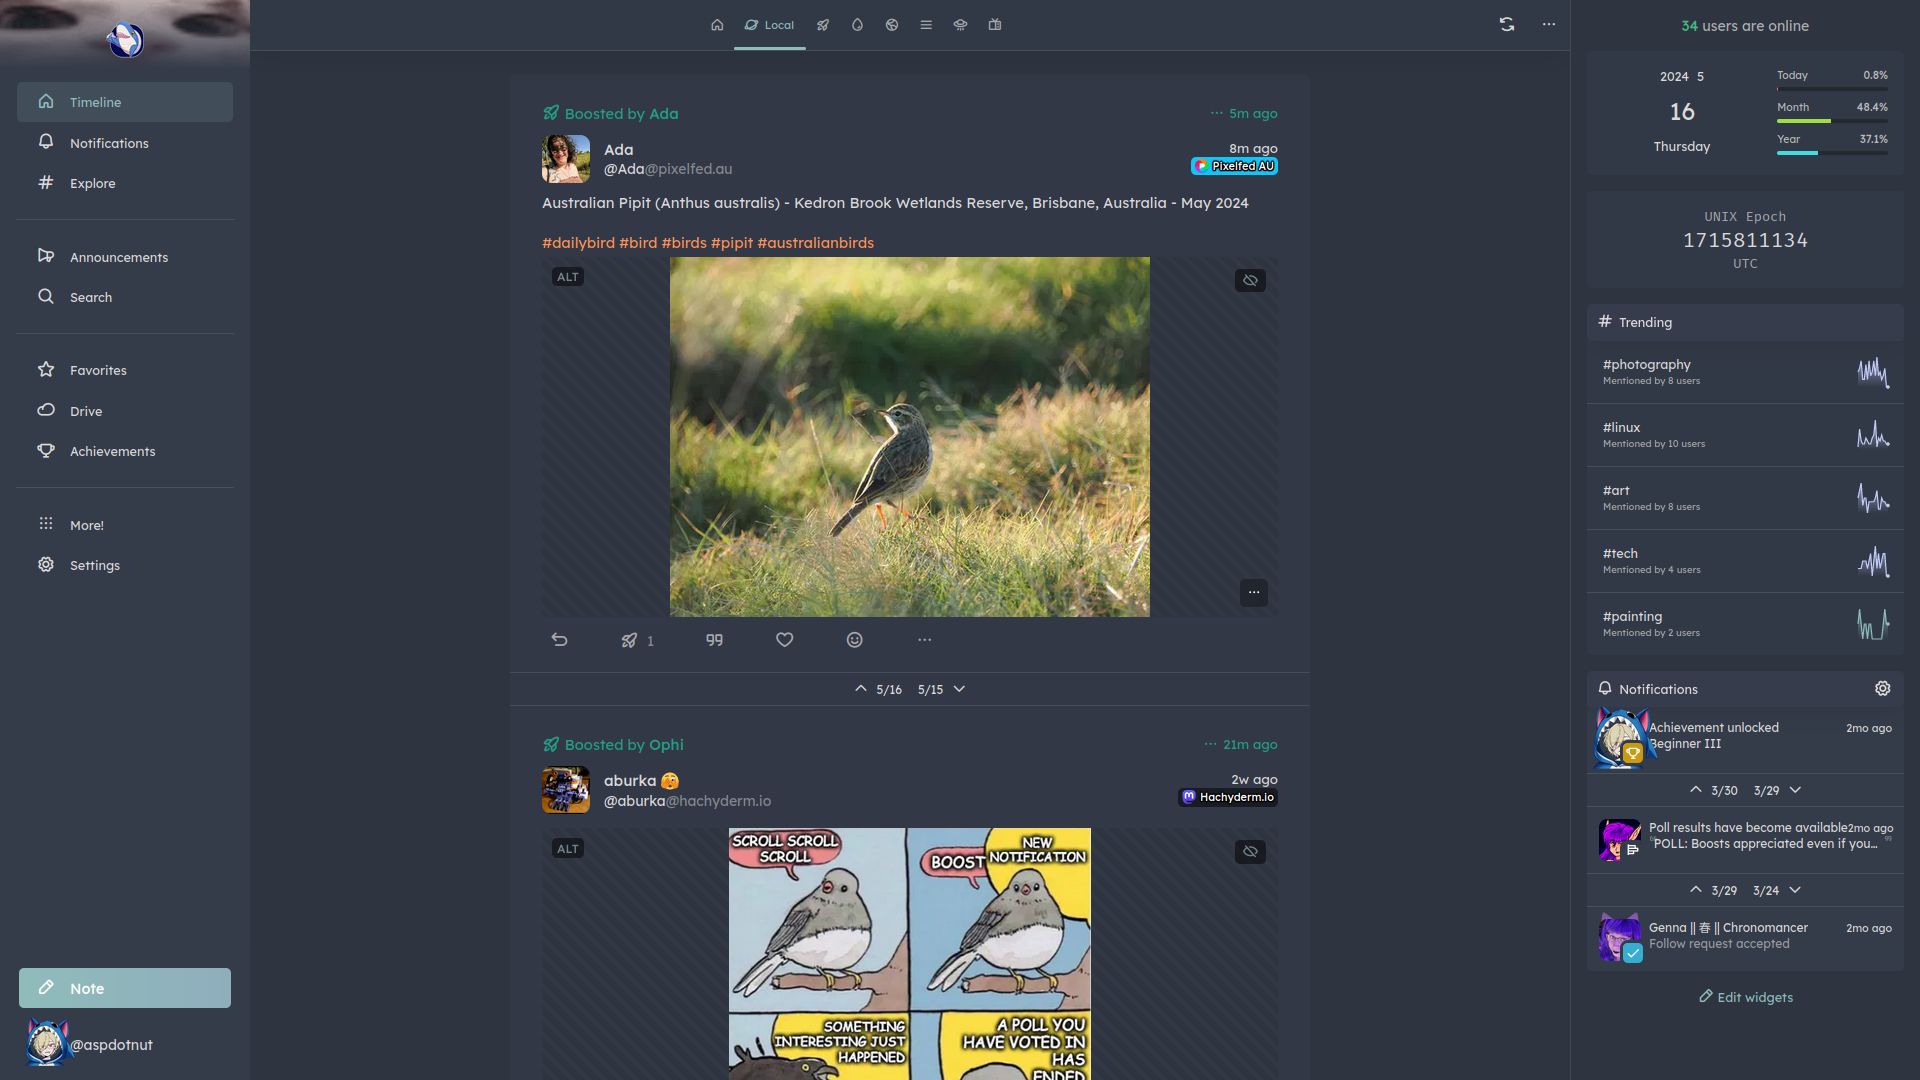 Timeline
Notifications
Explore
Announcements
Search
Favorites
Drive
Achievements
More!
Settings
Note
@aspdotnut
Local
Boosted by Ada
··· 5m ago
Ada
8m ago
@Ada@pixelfed.au
Pixelfed AU
Australian Pipit (Anthus australis) - Kedron Brook Wetlands Reserve, Brisbane, Australia - May 2024
#dailybird #bird #birds #pipit #australianbirds
ALT
1
5/16 5/15
Boosted by Ophi
··· 21m ago
aburka
2w ago
@aburka@hachyderm.io
Hachyderm.io
ALT
SCROLL SCROLL
SCROLL
BOOST
NEW
NOTIFICATION
SOMETHING
INTERESTING JUST
HAPPENED
A POLL YOU
HAVE VOTED IN
HAS
ENDED
34 users are online
2024 5
16
Thursday
Today 0.8%
Month 48.4%
Year 37.1%
UNIX Epoch
1715811134
UTC
# Trending
#photography
Mentioned by 8 users
#linux
Mentioned by 10 users
#art
Mentioned by 8 users
#tech
Mentioned by 4 users
#painting
Mentioned by 2 users
Notifications
Achievement unlocked 2mo ago
Beginner III
3/30 3/29
Poll results have become available 2mo ago
POLL: Boosts appreciated even if you...
3/29 3/24
Genna || 春 || Chronomancer 2mo ago
Follow request accepted
Edit widgets